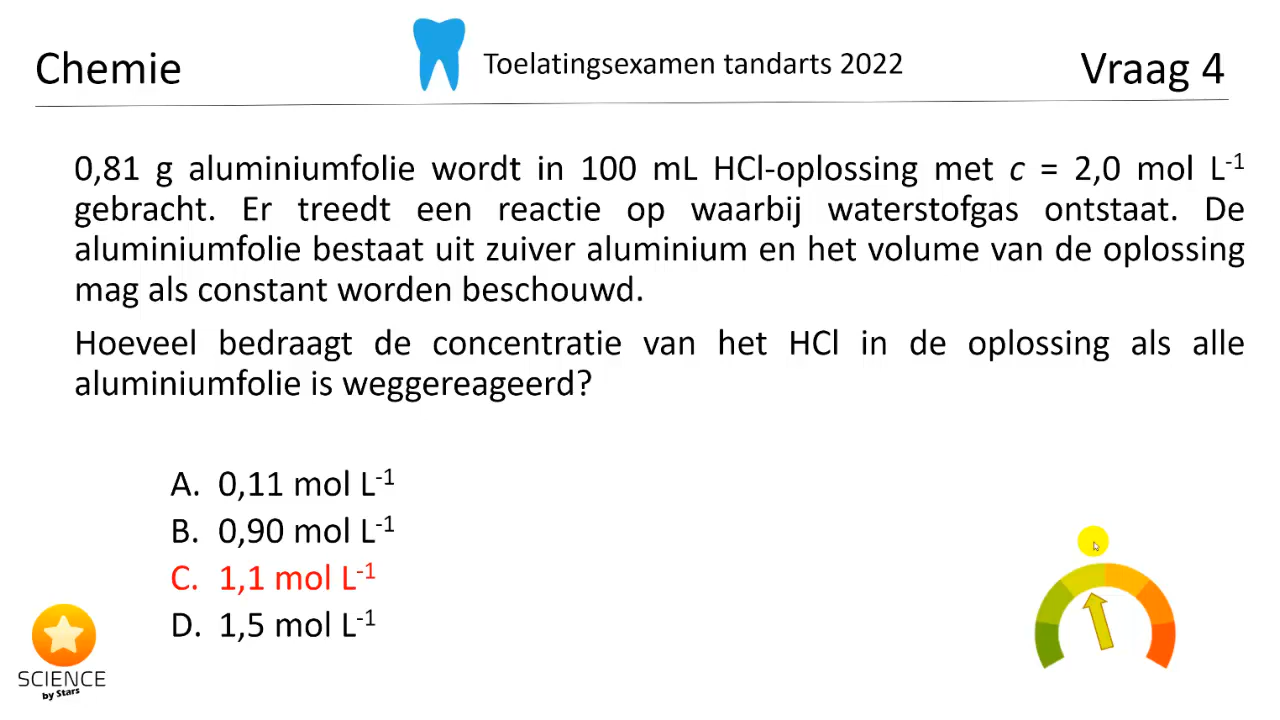 Chemie
Toelatingsexamen tandarts 2022
Vraag 4
0,81 g aluminiumfolie wordt in 100 mL HCl-oplossing met c = 2,0 mol L⁻¹
gebracht. Er treedt een reactie op waarbij waterstofgas ontstaat. De
aluminiumfolie bestaat uit zuiver aluminium en het volume van de oplossing
mag als constant worden beschouwd.
Hoeveel bedraagt de concentratie van het HCl in de oplossing als alle
aluminiumfolie is weggereageerd?
A. 0,11 mol L⁻¹
B. 0,90 mol L⁻¹
C. 1,1 mol L⁻¹
D. 1,5 mol L⁻¹
SCIENCE
by Stars